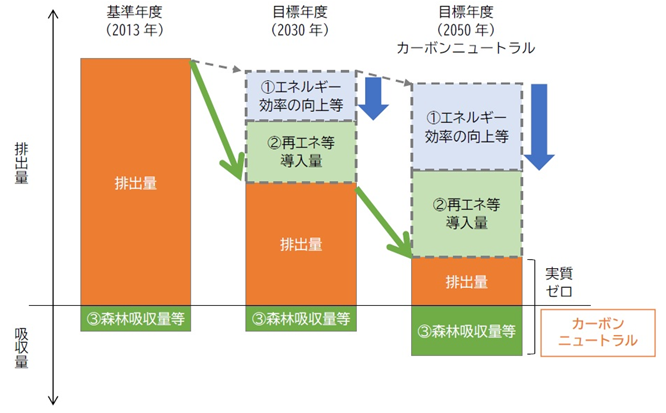 基準年度
（2013 年）
目標年度
（2030 年）
目標年度
（2050 年）
カーボンニュートラル
排出量
吸収量
排出量
③森林吸収量等
①エネルギー
効率の向上等
②再エネ等
導入量
排出量
③森林吸収量等
①エネルギー
効率の向上等
②再エネ等
導入量
排出量
③森林吸収量等
実質
ゼロ
カーボン
ニュートラル